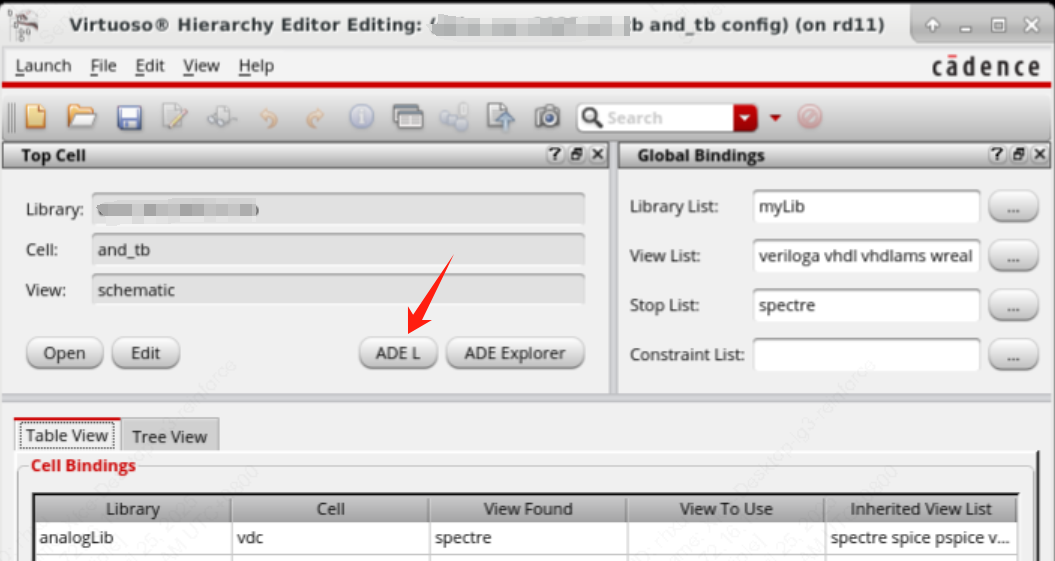 Virtuoso® Hierarchy Editor Editing: b and_tb config) (on rd11)
Launch File Edit View Help
cādence
Search
Top Cell
Global Bindings
Library:
Library List: myLib ...
Cell: and_tb
View List: veriloga vhdl vhdlams wreal ...
View: schematic
Stop List: spectre ...
Open Edit ADE L ADE Explorer
Constraint List: ...
Table View Tree View
Cell Bindings
Library Cell View Found View To Use Inherited View List
analogLib vdc spectre spectre spice pspice v...